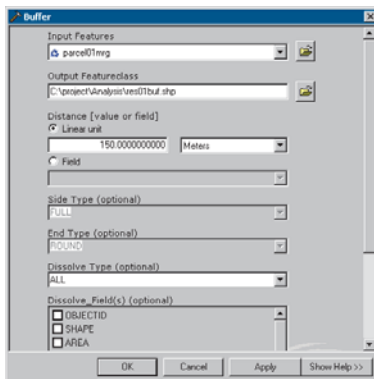 Buffer
Input Features
parcel01mrg
Output Featureclass
C:\project\Analysis\res01buf.shp
Distance [value or field]
Linear unit
150.0000000000 Meters
Field
Side Type (optional)
FULL
End Type (optional)
ROUND
Dissolve Type (optional)
ALL
Dissolve_Field(s) (optional)
OBJECTID
SHAPE
AREA
OK Cancel Apply Show Help >>